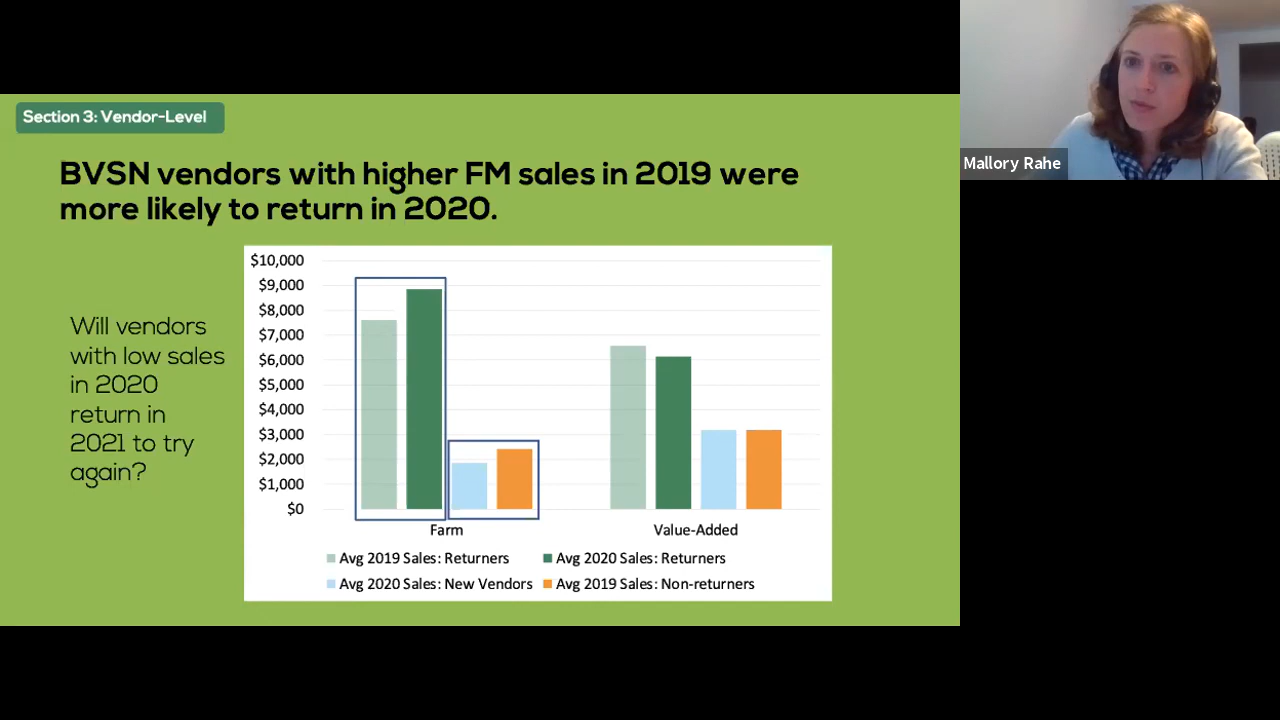 Section 3: Vendor-Level
BVSN vendors with higher FM sales in 2019 were
more likely to return in 2020.
Will vendors
with low sales
in 2020
return in
2021 to try
again?
$10,000
$9,000
$8,000
$7,000
$6,000
$5,000
$4,000
$3,000
$2,000
$1,000
$0
Farm
Value-Added
Avg 2019 Sales: Returners
Avg 2020 Sales: Returners
Avg 2020 Sales: New Vendors
Avg 2019 Sales: Non-returners
Mallory Rahe